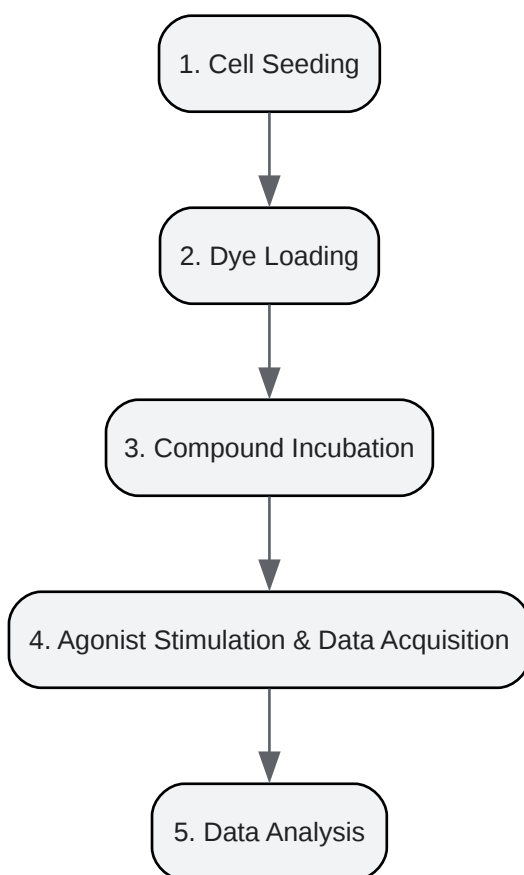 1. Cell Seeding
2. Dye Loading
3. Compound Incubation
4. Agonist Stimulation & Data Acquisition
5. Data Analysis